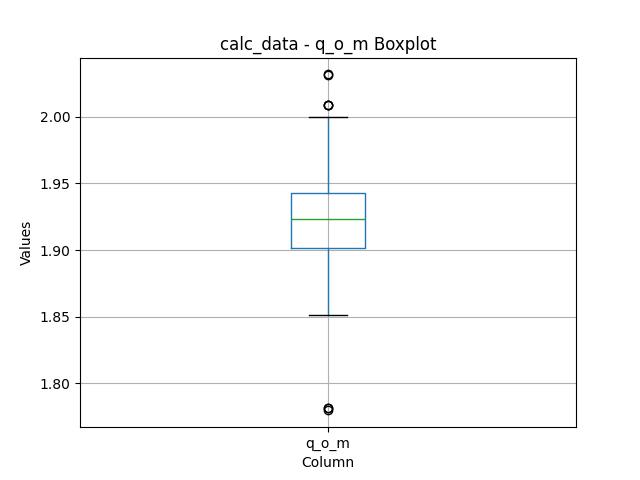 calc_data - q_o_m Boxplot
2.00
1.95
1.90
1.85
1.80
Values
q_o_m
Column